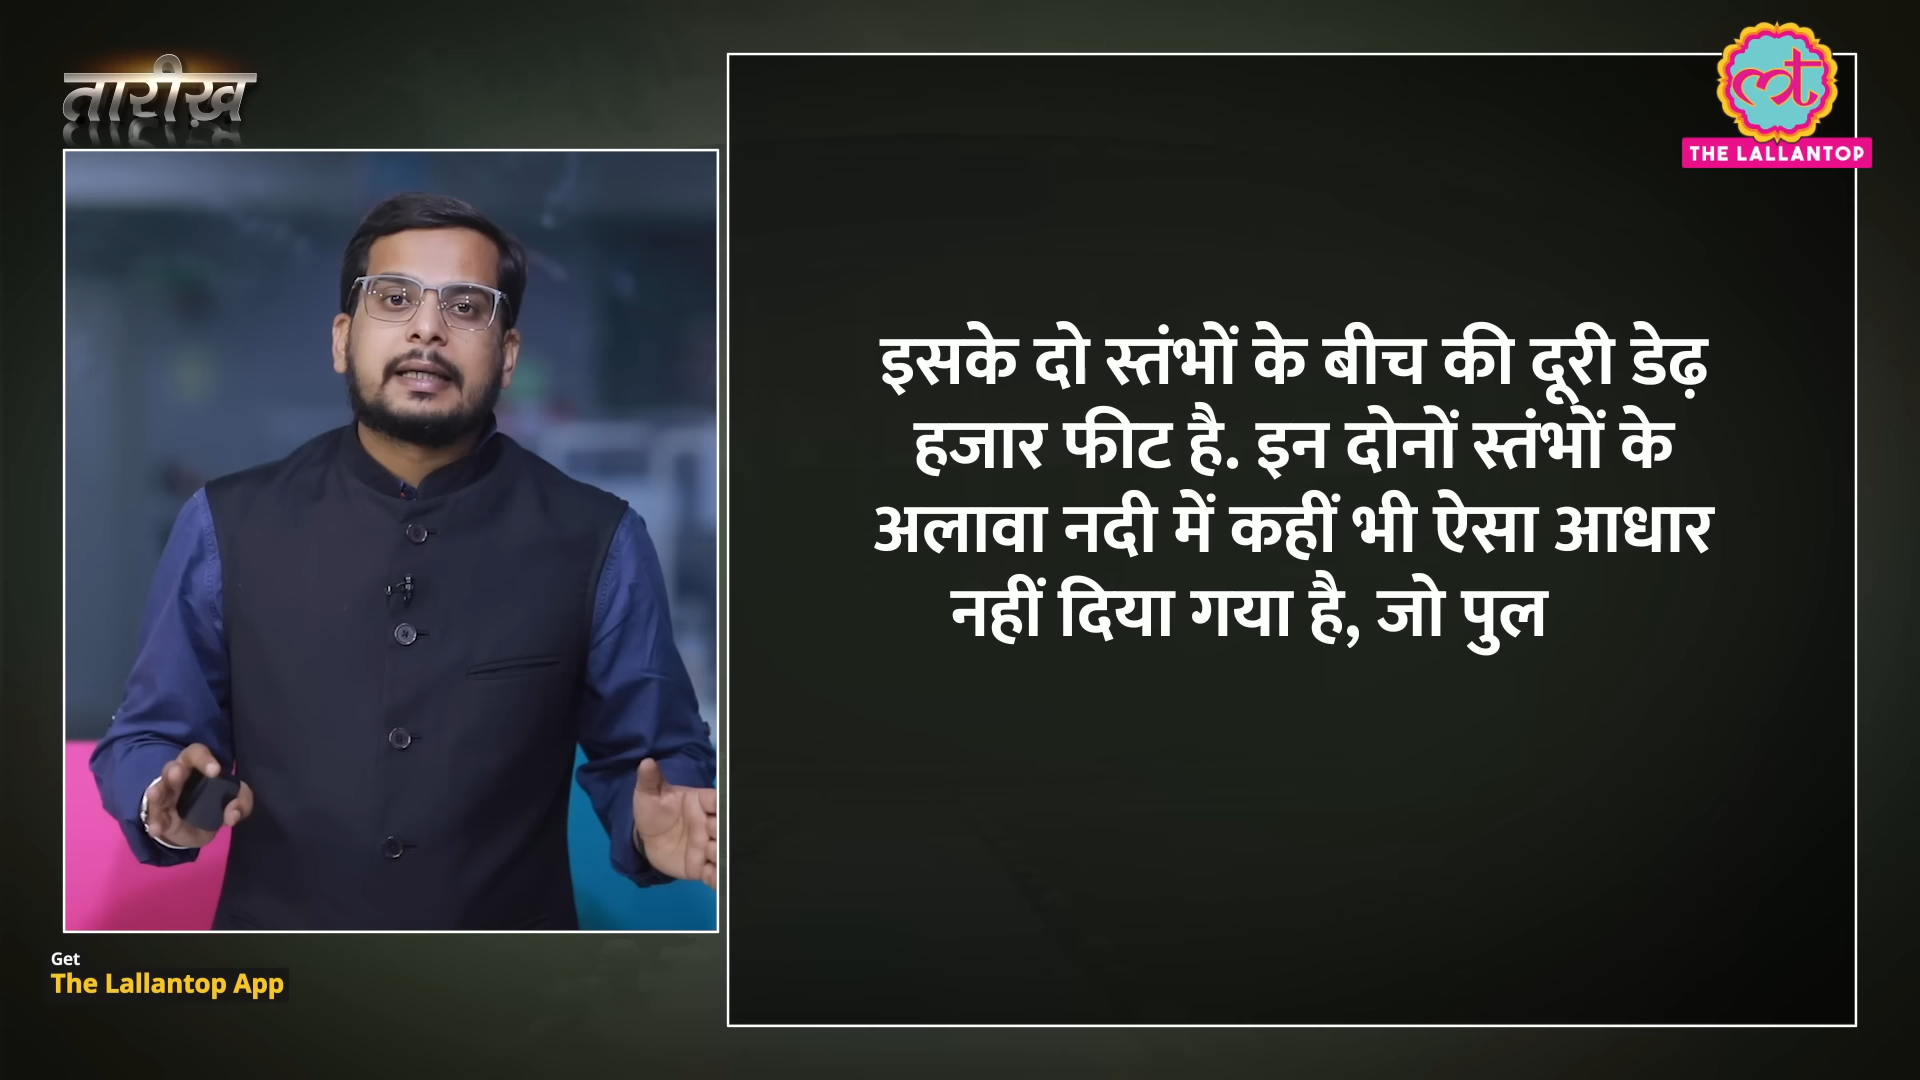 तारीख़
THE LALLANTOP
इसके दो स्तंभों के बीच की दूरी डेढ़
हजार फीट है. इन दोनों स्तंभों के
अलावा नदी में कहीं भी ऐसा आधार
नहीं दिया गया है, जो पुल
Get
The Lallantop App